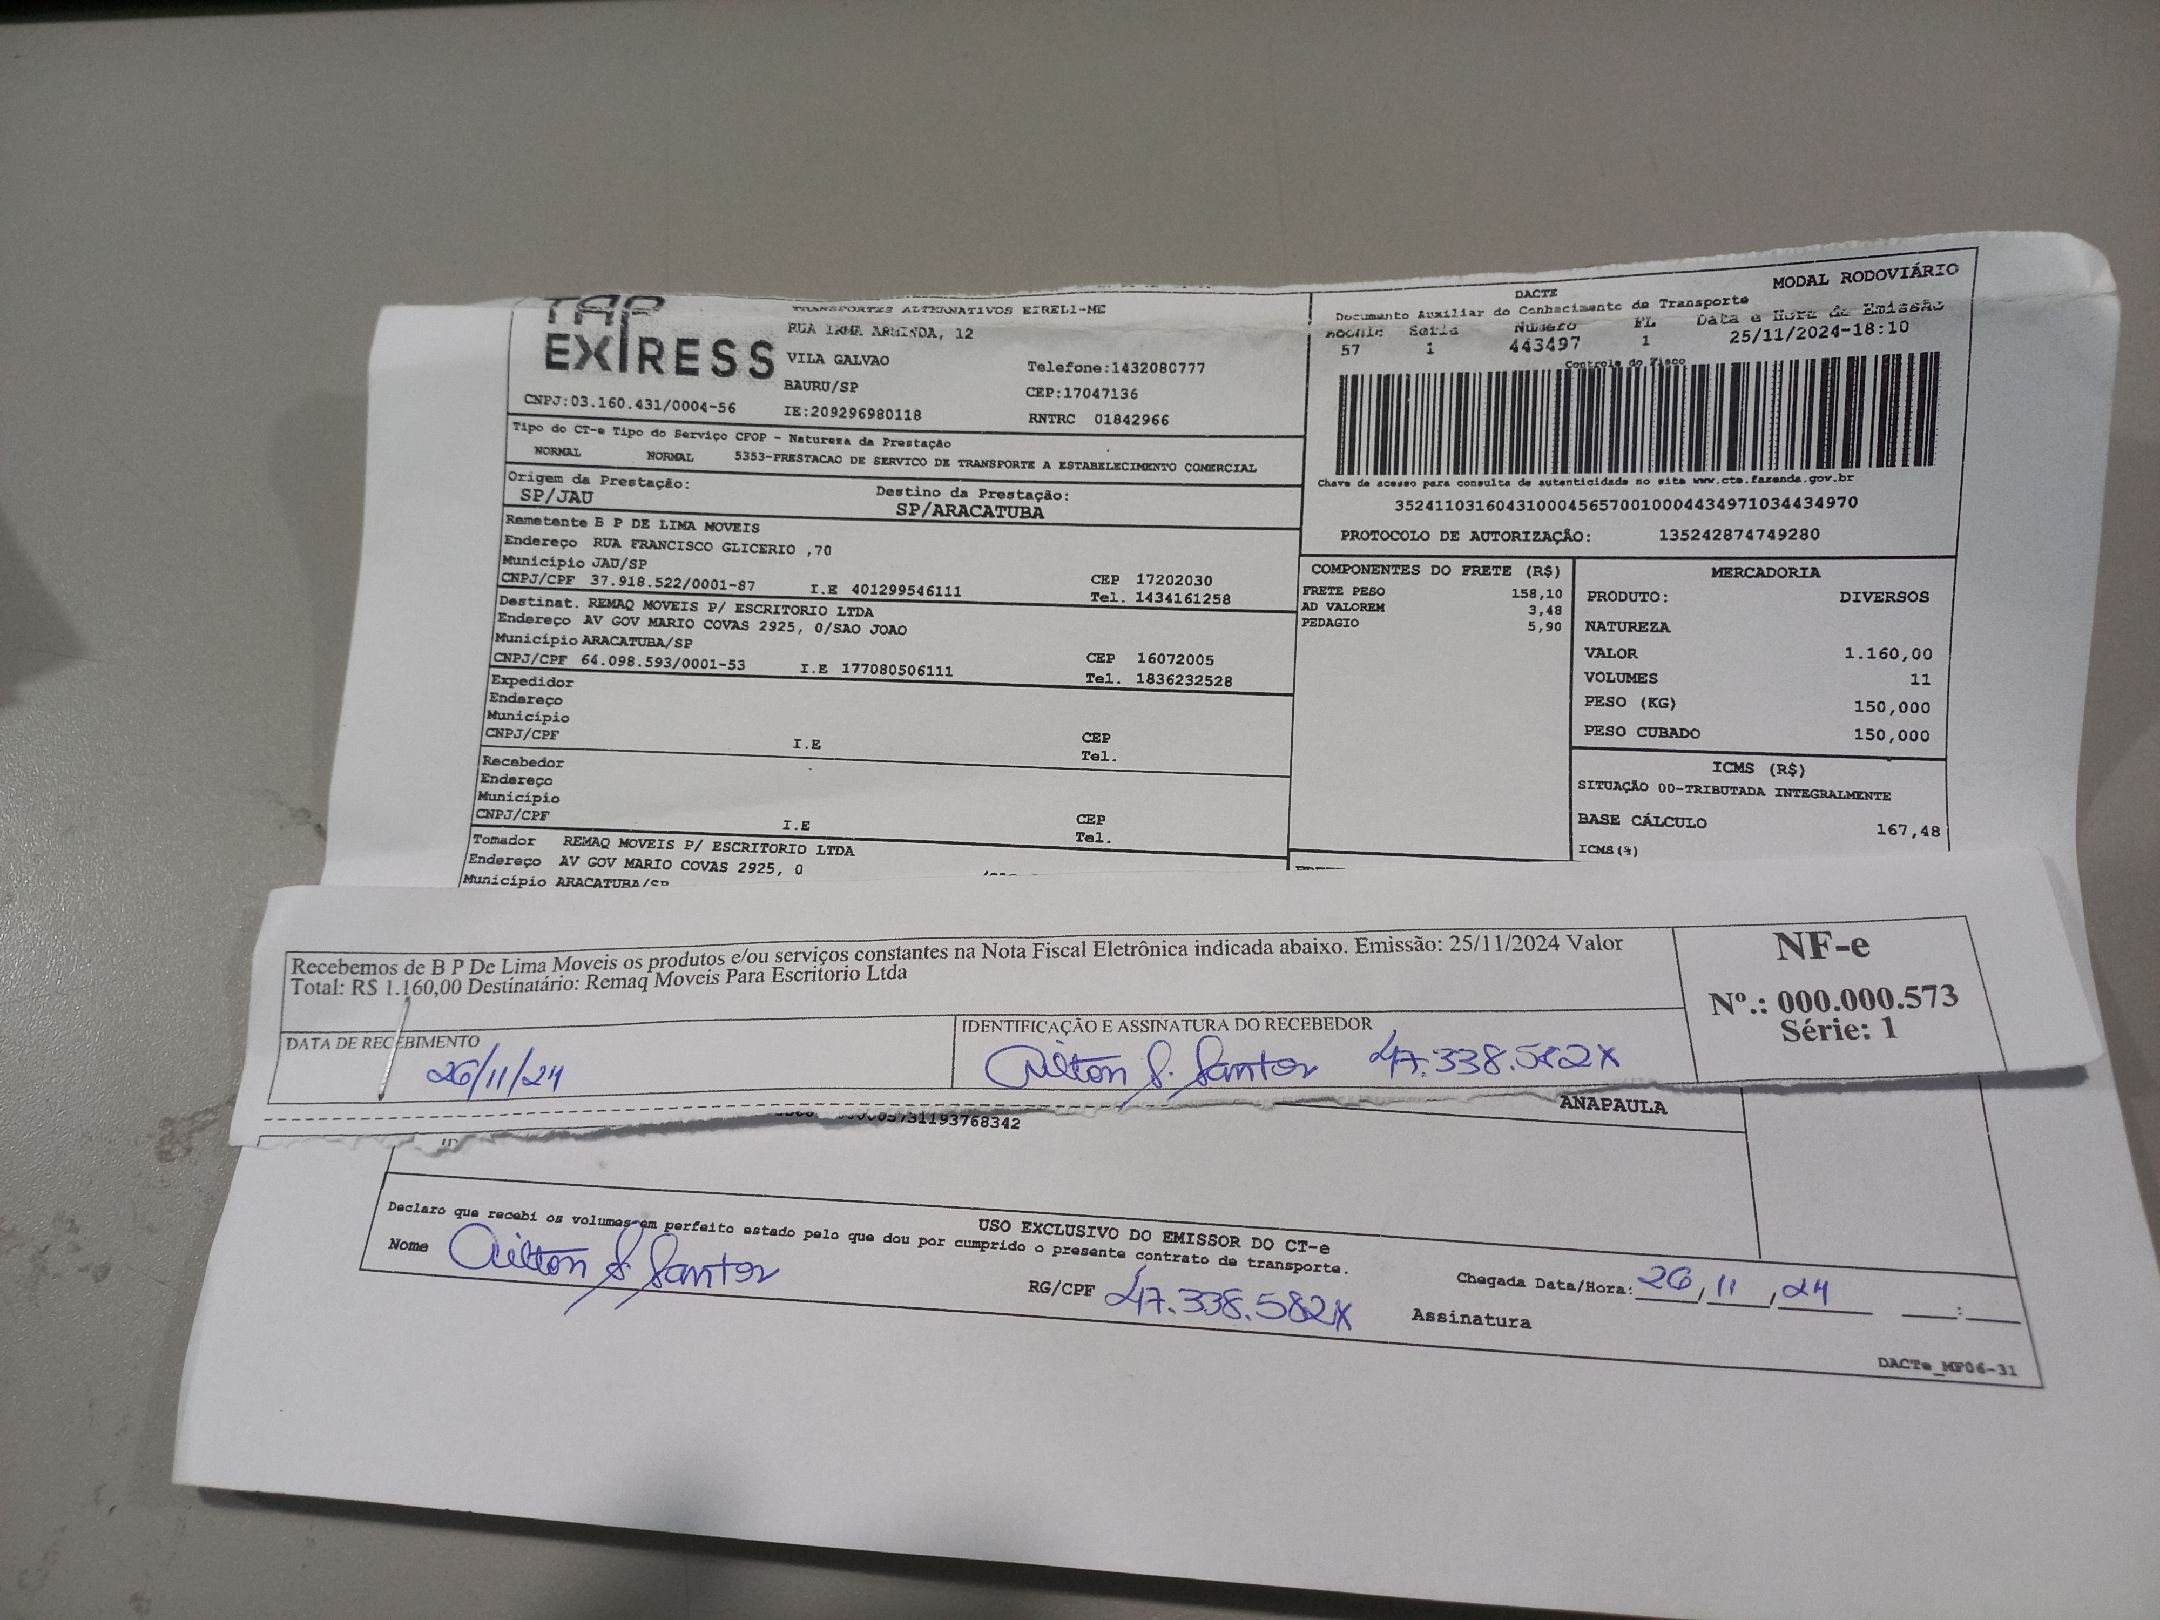 TAP
EXPRESS
TRANSPORTES ALTERNATIVOS EIRELI-ME
RUA IRMA ARMINDA, 12
VILA GALVAO
Telefone:1432080777
BAURU/SP
CEP:17047136
CNPJ:03.160.431/0004-56
IE:209296980118
RNTRC 01842966
MODAL RODOVIÁRIO
DACTE
Documento Auxiliar do Conhecimento de Transporte
Modelo Serie Número FL Data e Hora de Emissão
57 1 443497 1 25/11/2024-18:10
Controle do Fisco
Chave de acesso para consulta de autenticidade no site www.cte.fazenda.gov.br
35241103160431000456570010004434971034434970
PROTOCOLO DE AUTORIZAÇÃO: 135242874749280
Tipo do CT-e Tipo do Serviço CFOP - Natureza da Prestação
NORMAL NORMAL 5353-PRESTACAO DE SERVICO DE TRANSPORTE A ESTABELECIMENTO COMERCIAL
Origem da Prestação: Destino da Prestação:
SP/JAU SP/ARACATUBA
Remetente B P DE LIMA MOVEIS
Endereço RUA FRANCISCO GLICERIO ,70
Município JAU/SP CEP 17202030
CNPJ/CPF 37.918.522/0001-87 I.E 401299546111 Tel. 1434161258
Destinat. REMAQ MOVEIS P/ ESCRITORIO LTDA
Endereço AV GOV MARIO COVAS 2925, 0/SAO JOAO
Município ARACATUBA/SP CEP 16072005
CNPJ/CPF 64.098.593/0001-53 I.E 177080506111 Tel. 1836232528
Expedidor
Endereço
Município CEP
CNPJ/CPF I.E Tel.
Recebedor
Endereço
Município CEP
CNPJ/CPF I.E Tel.
Tomador REMAQ MOVEIS P/ ESCRITORIO LTDA
Endereço AV GOV MARIO COVAS 2925, 0
Município ARACATUBA/SP
COMPONENTES DO FRETE (R$)
FRETE PESO 158,10
AD VALOREM 3,48
PEDAGIO 5,90
MERCADORIA
PRODUTO: DIVERSOS
NATUREZA
VALOR 1.160,00
VOLUMES 11
PESO (KG) 150,000
PESO CUBADO 150,000
ICMS (R$)
SITUAÇÃO 00-TRIBUTADA INTEGRALMENTE
BASE CÁLCULO 167,48
ICMS(%)
Recebemos de B P De Lima Moveis os produtos e/ou serviços constantes na Nota Fiscal Eletrônica indicada abaixo. Emissão: 25/11/2024 Valor
Total: R$ 1.160,00 Destinatário: Remaq Moveis Para Escritorio Ltda
NF-e
Nº.: 000.000.573
Série: 1
DATA DE RECEBIMENTO
26/11/24
IDENTIFICAÇÃO E ASSINATURA DO RECEBEDOR
Ailton S. Santos 47.338.582X
ANAPAULA
5731193768342
USO EXCLUSIVO DO EMISSOR DO CT-e
Declaro que recebi os volumes em perfeito estado pelo que dou por cumprido o presente contrato de transporte.
Nome Ailton S Santos
RG/CPF 47.338.582X
Chegada Data/Hora: 26, 11, 24 :
Assinatura
DACTe_MF06-31